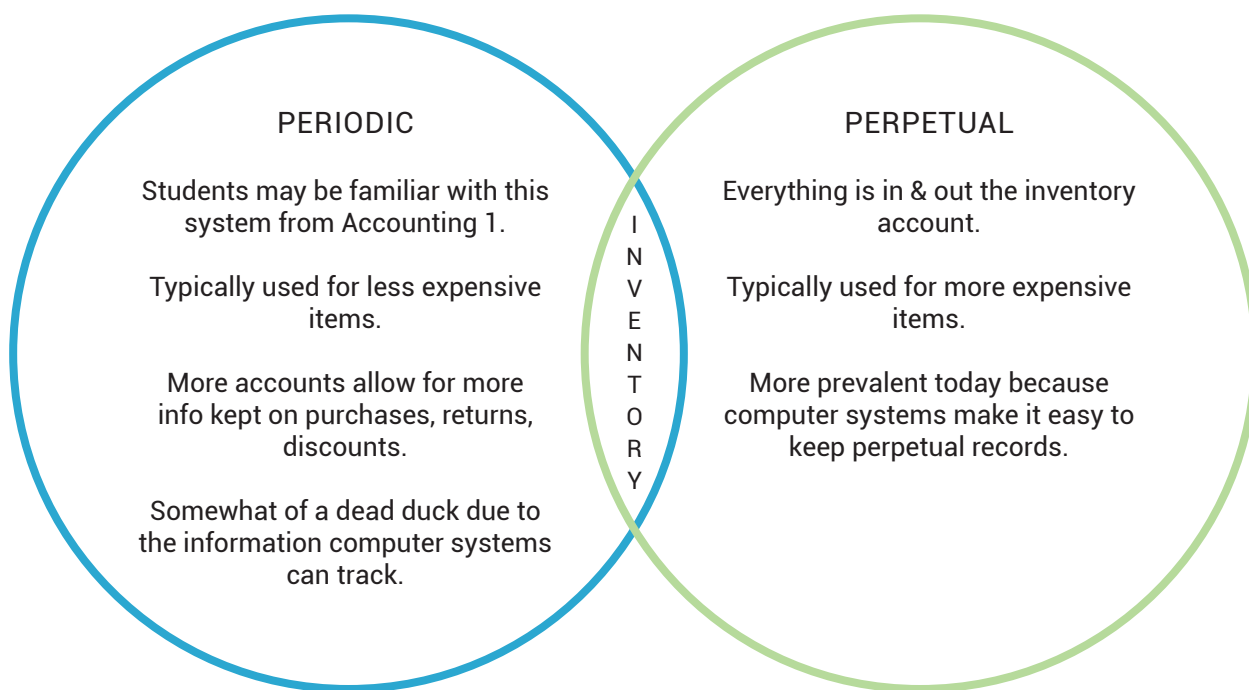 PERIODIC
Students may be familiar with this
system from Accounting 1.
Typically used for less expensive
items.
More accounts allow for more
info kept on purchases, returns,
discounts.
Somewhat of a dead duck due to
the information computer systems
can track.
I
N
V
E
N
T
O
R
Y
PERPETUAL
Everything is in & out the inventory
account.
Typically used for more expensive
items.
More prevalent today because
computer systems make it easy to
keep perpetual records.